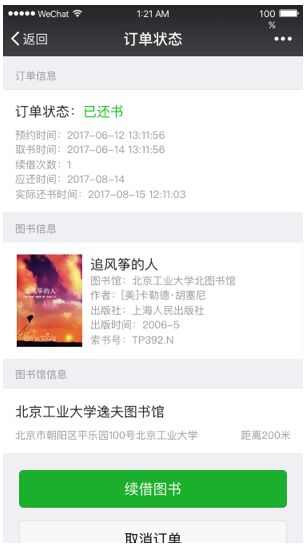 WeChat 1:21 AM 100 %
返回 订单状态
订单信息
订单状态：已还书
预约时间：2017-06-12 13:11:56
取书时间：2017-06-14 13:11:56
续借次数：1
应还时间：2017-08-14
实际还书时间：2017-08-15 12:11:03
图书信息
追风筝的人
追风筝的人
图书馆：北京工业大学北图书馆
作者：[美]卡勒德·胡塞尼
出版社：上海人民出版社
出版时间：2006-5
索书号：TP392.N
图书馆信息
北京工业大学逸夫图书馆
北京市朝阳区平乐园100号北京工业大学 距离200米
续借图书
取消订单